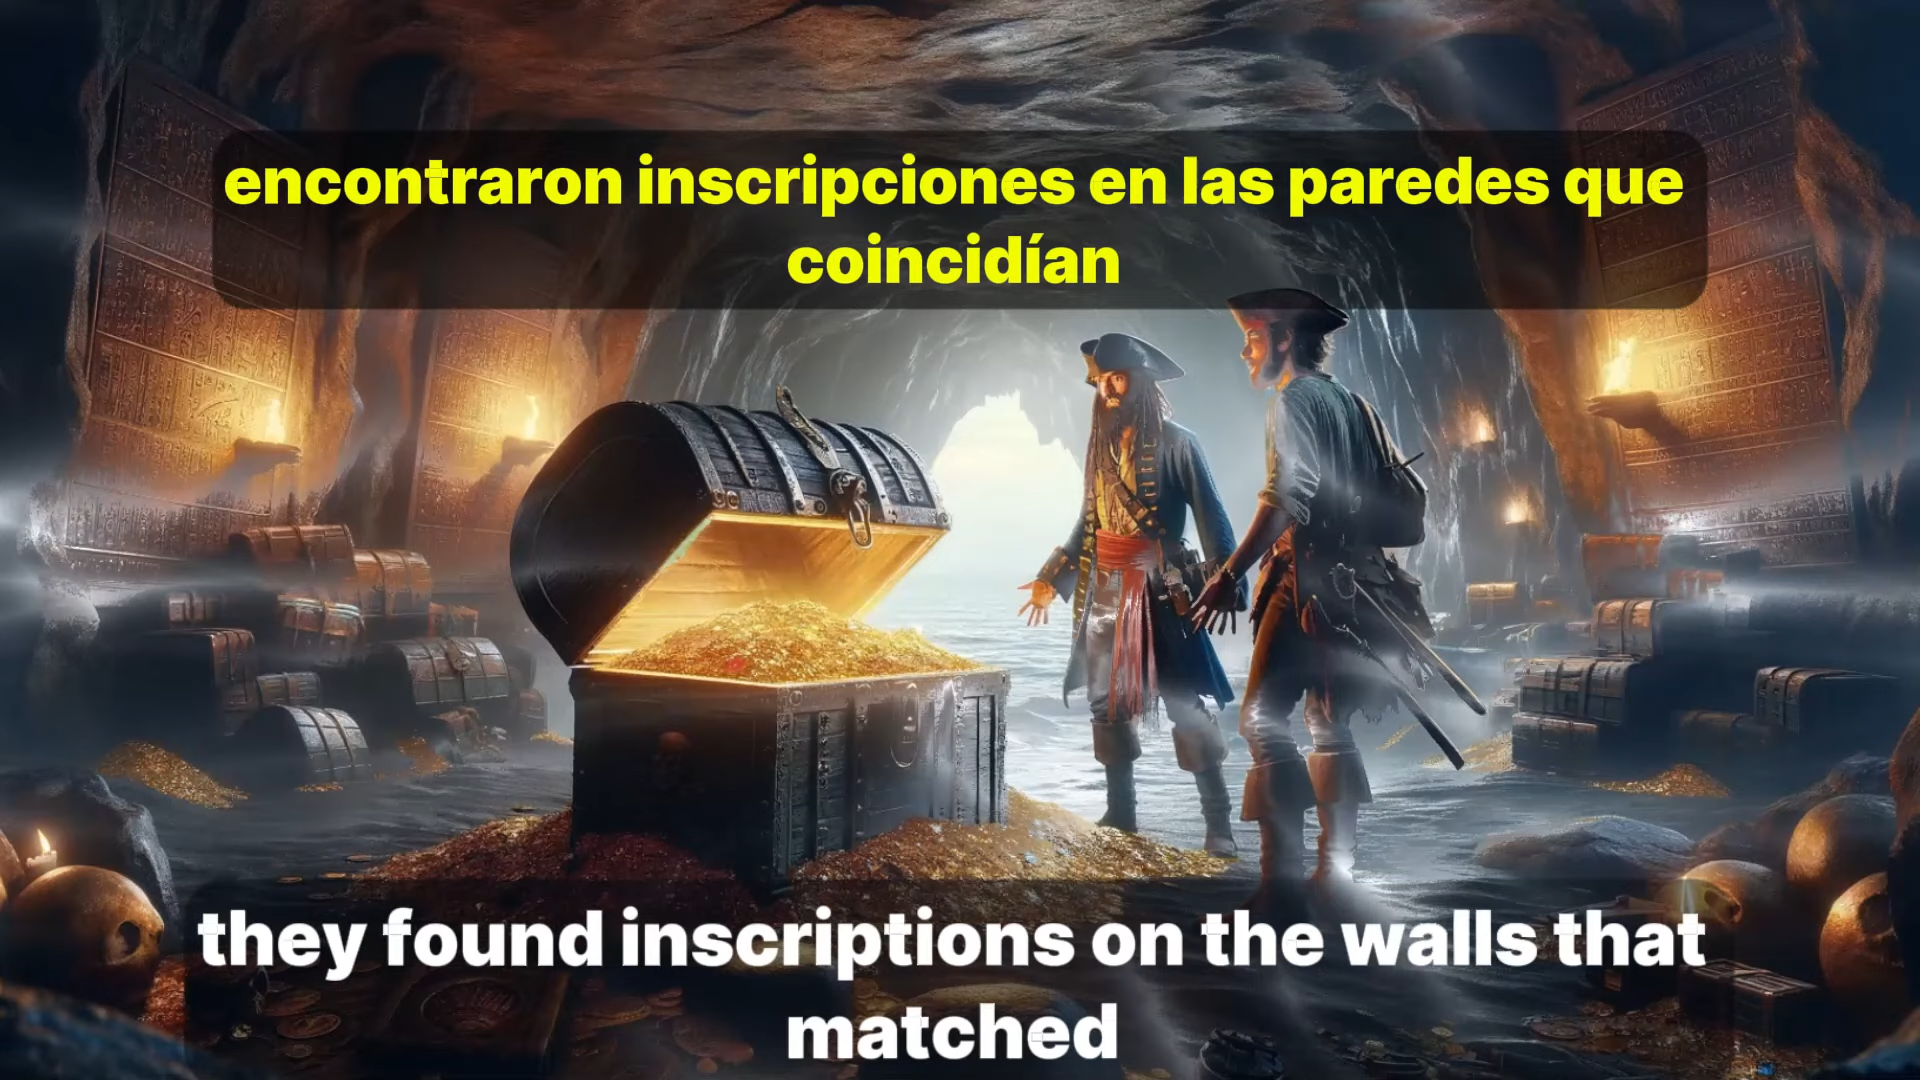 encontraron inscripciones en las paredes que
coincidían
they found inscriptions on the walls that
matched